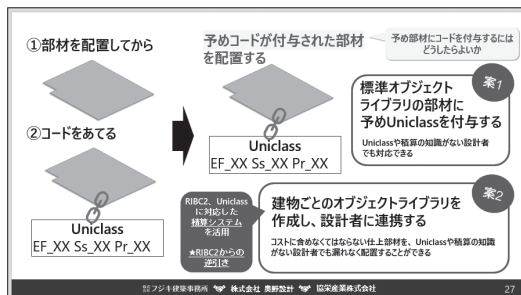 ①部材を配置してから
②コードをあてる
Uniclass
EF_XX Ss_XX Pr_XX
予めコードが付与された部材
を配置する
予め部材にコードを付与するには
どうしたらよいか
Uniclass
EF_XX Ss_XX Pr_XX
案1
標準オブジェクト
ライブラリの部材に
予めUniclassを付与する
Uniclassや積算の知識がない設計者
でも対応できる
RIBC2、Uniclass
に対応した
積算システム
を活用
★RIBC2からの
逆引き
案2
建物ごとのオブジェクトライブラリを
作成し、設計者に連携する
コストに含めなくてはならない仕上部材を、Uniclassや積算の知識
がない設計者でも漏れなく配置することができる
フジキ建築事務所 株式会社 奥野設計 協栄産業株式会社
27